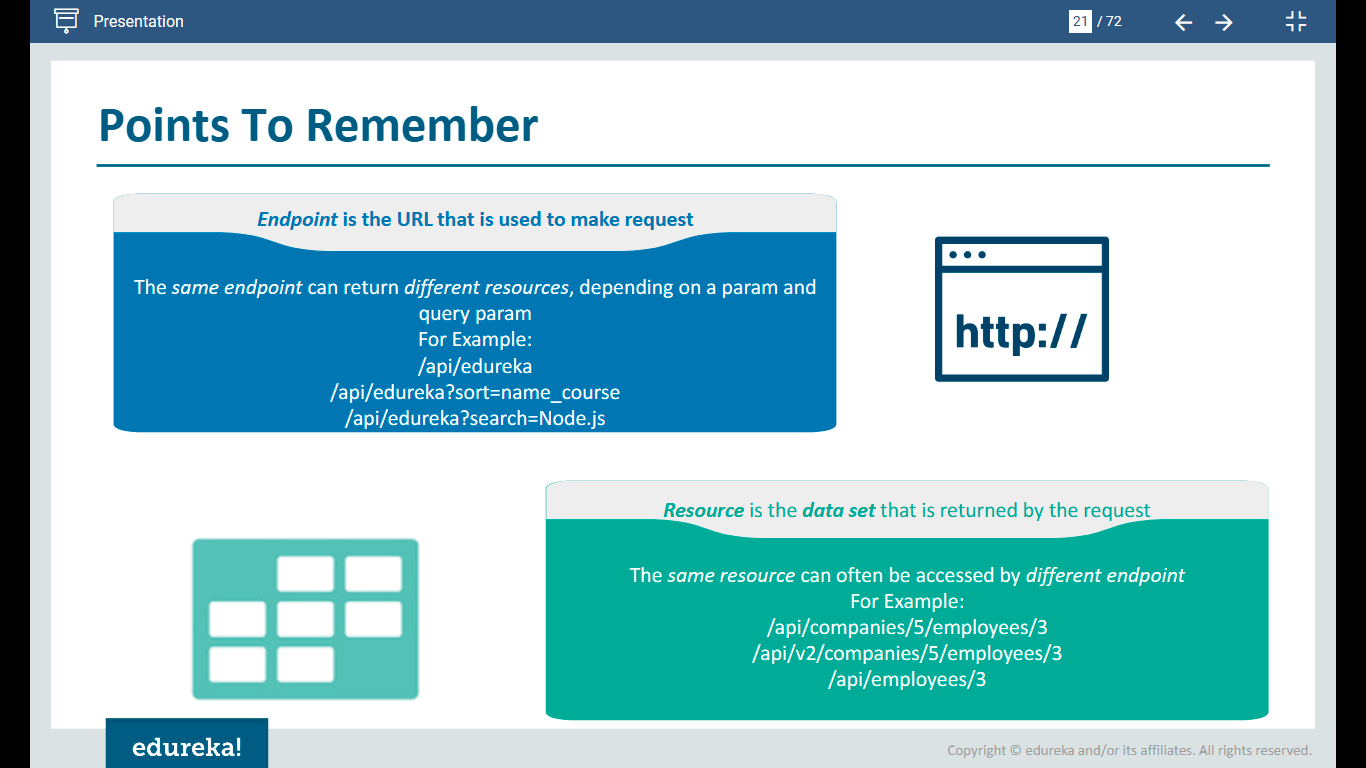 Presentation
21 / 72
Points To Remember
Endpoint is the URL that is used to make request
The same endpoint can return different resources, depending on a param and
query param
For Example:
/api/edureka
/api/edureka?sort=name_course
/api/edureka?search=Node.js
http://
Resource is the data set that is returned by the request
The same resource can often be accessed by different endpoint
For Example:
/api/companies/5/employees/3
/api/v2/companies/5/employees/3
/api/employees/3
edureka!
Copyright © edureka and/or its affiliates. All rights reserved.